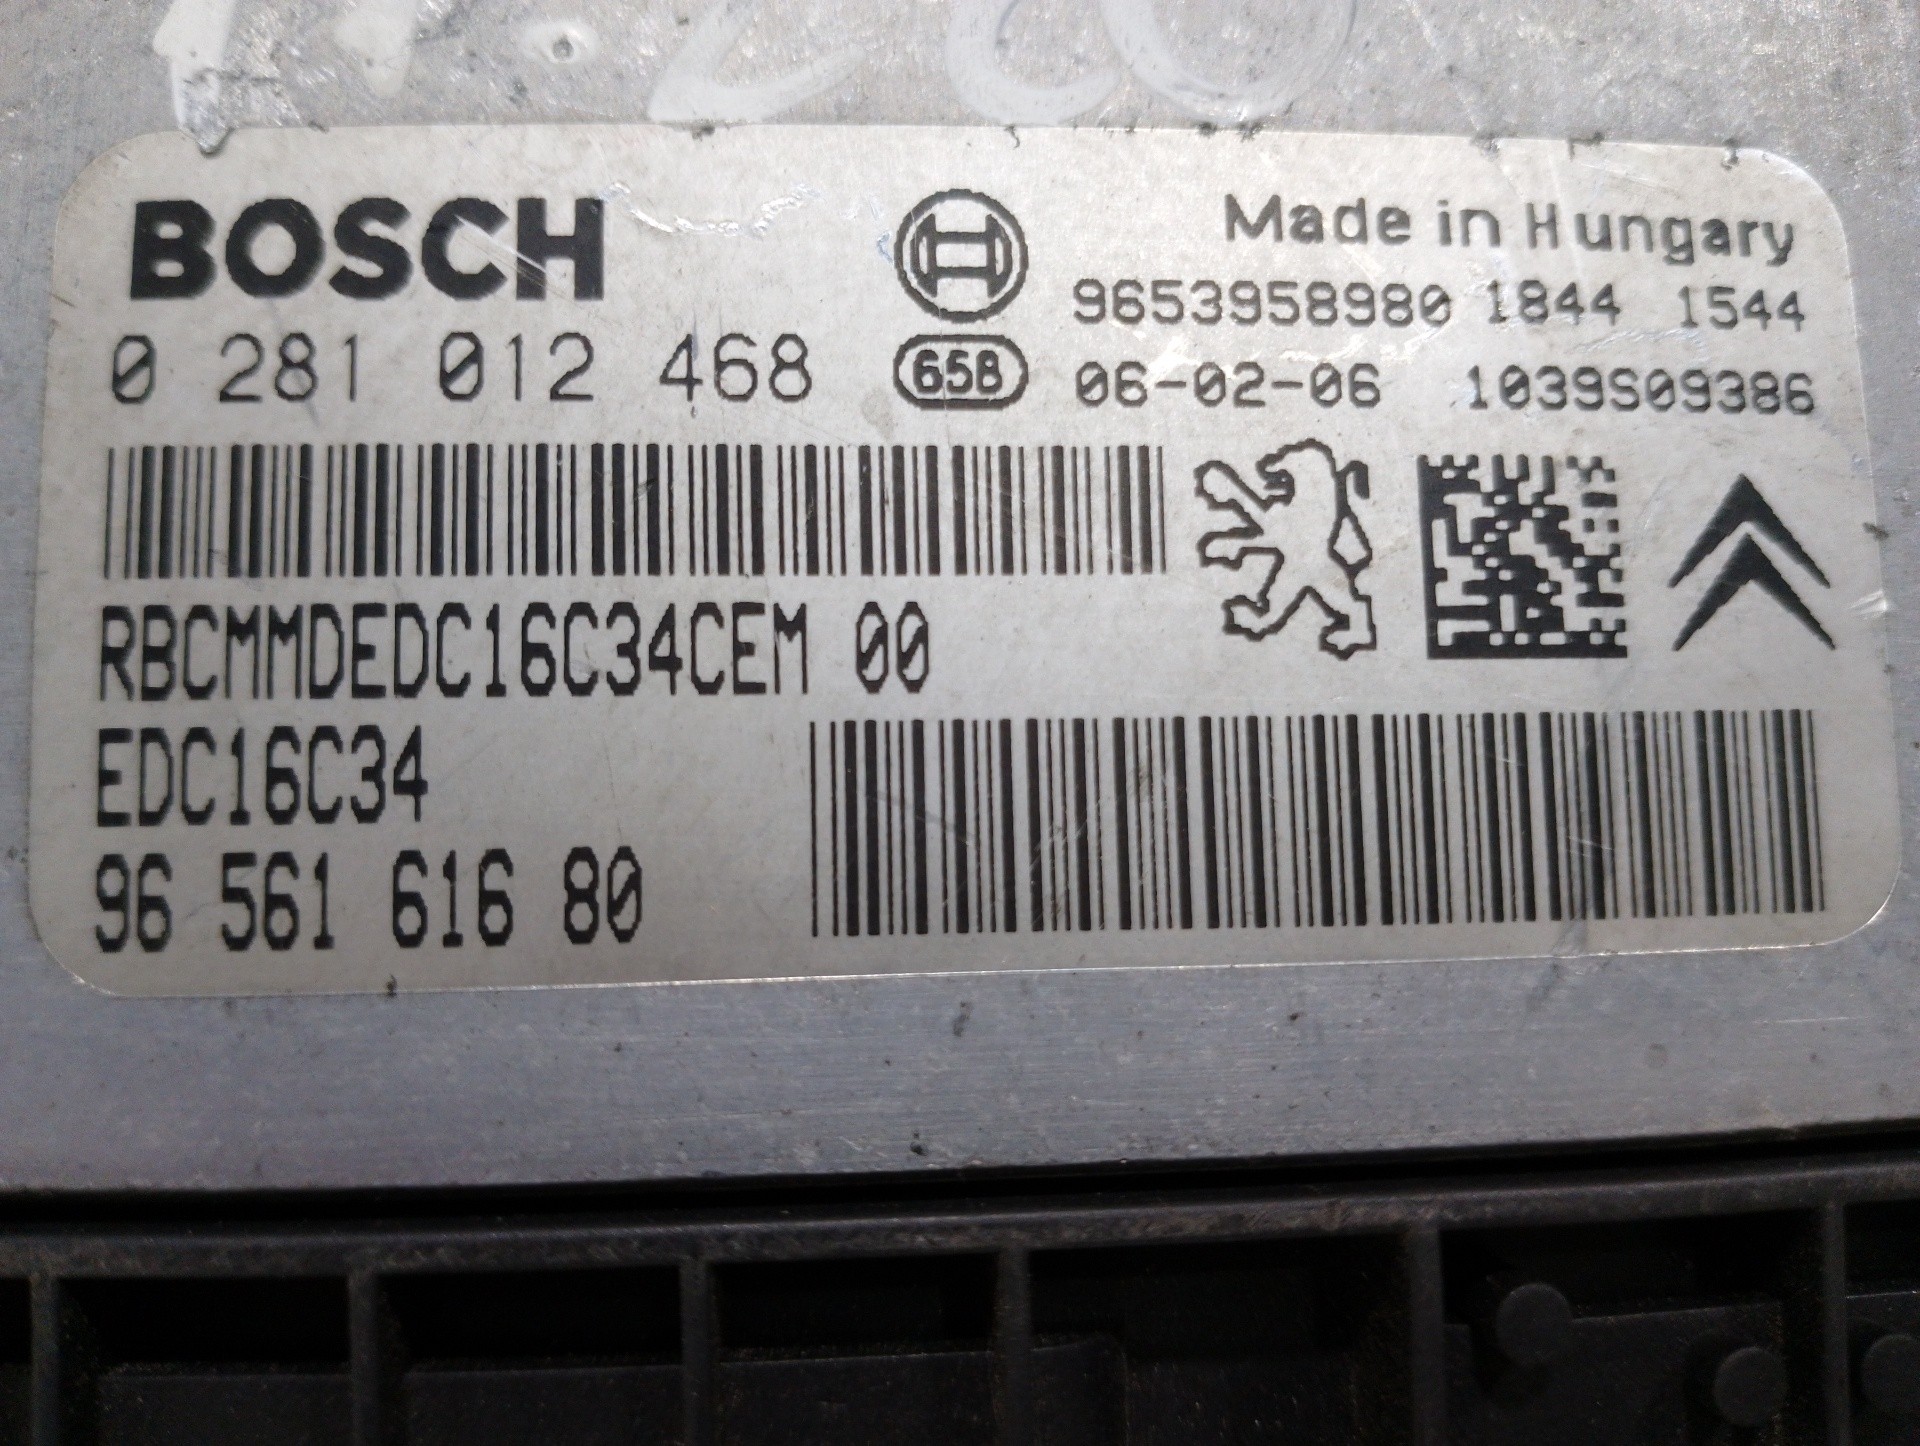 BOSCH
Made in Hungary
9653958980 1844 1544
0 281 012 468
658
06-02-06 1039S09386
RBCMMDEDC16C34CEM 00
EDC16C34
96 561 616 80